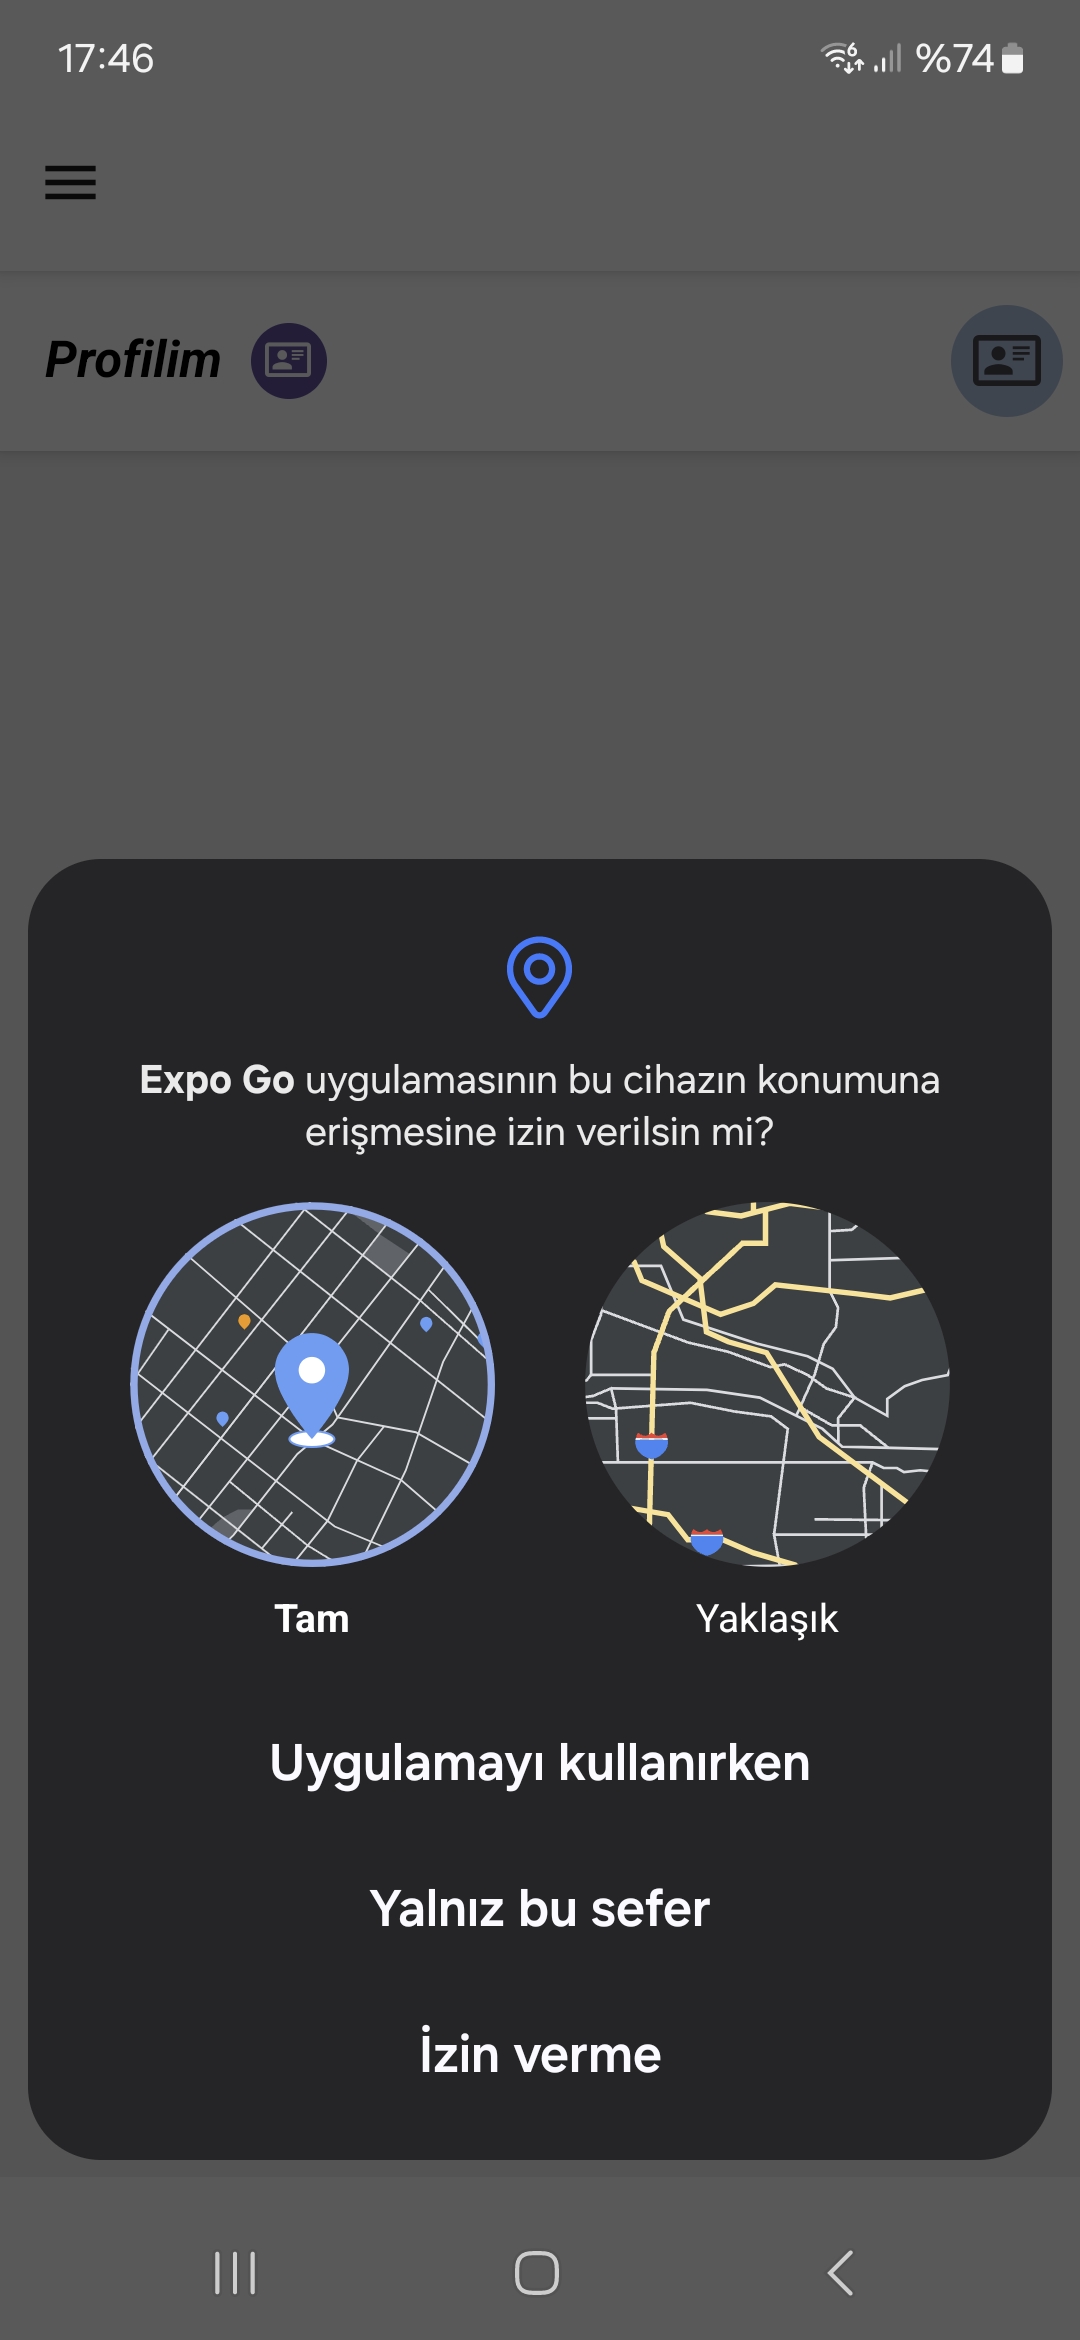 17:46 %74
Profilim
Expo Go uygulamasının bu cihazın konumuna
erişmesine izin verilsin mi?
Tam Yaklaşık
Uygulamayı kullanırken
Yalnız bu sefer
İzin verme